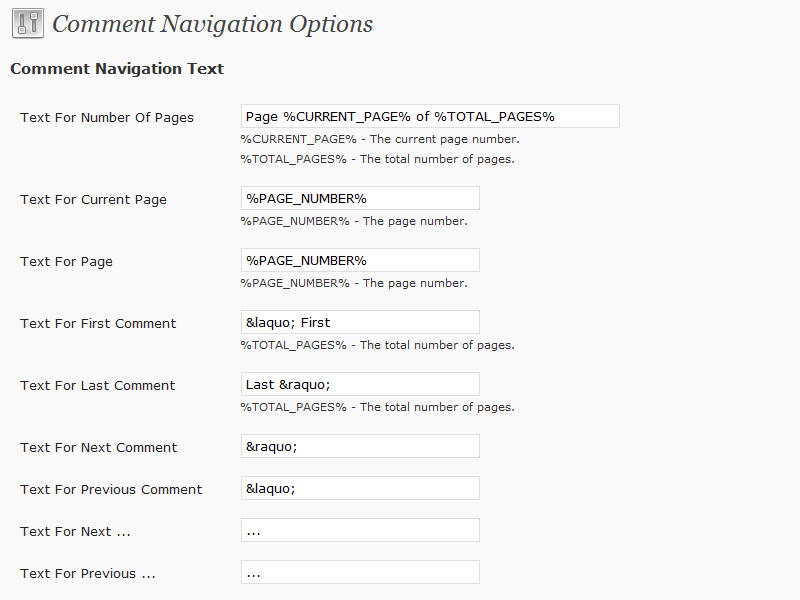 Comment Navigation Options
Comment Navigation Text
Text For Number Of Pages
Page %CURRENT_PAGE% of %TOTAL_PAGES%
%CURRENT_PAGE% - The current page number.
%TOTAL_PAGES% - The total number of pages.
Text For Current Page
%PAGE_NUMBER%
%PAGE_NUMBER% - The page number.
Text For Page
%PAGE_NUMBER%
%PAGE_NUMBER% - The page number.
Text For First Comment
&laquo; First
%TOTAL_PAGES% - The total number of pages.
Text For Last Comment
Last &raquo;
%TOTAL_PAGES% - The total number of pages.
Text For Next Comment
&raquo;
Text For Previous Comment
&laquo;
Text For Next ...
...
Text For Previous ...
...